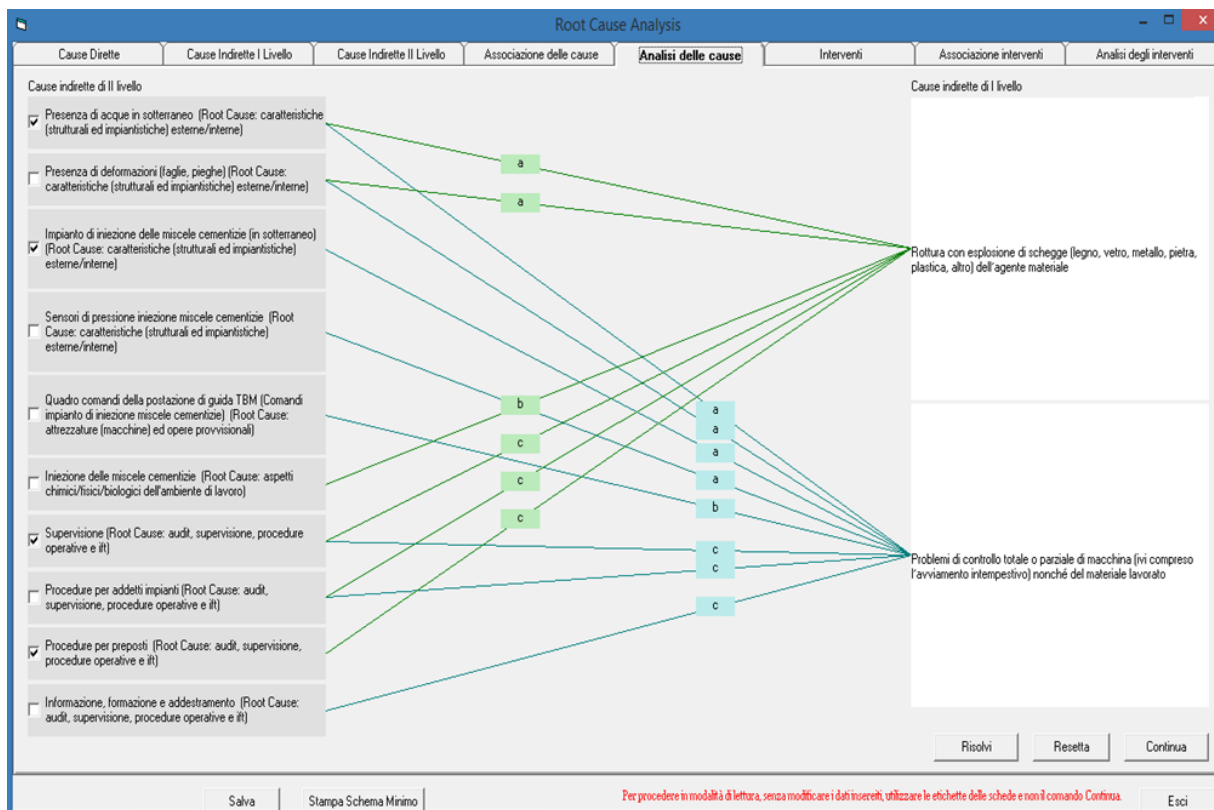 Root Cause Analysis
Cause Dirette
Cause Indirette I Livello
Cause Indirette II Livello
Associazione delle cause
Analisi delle cause
Interventi
Associazione interventi
Analisi degli interventi
Cause indirette di II livello
Cause indirette di I livello
Presenza di acque in sotterraneo (Root Cause: caratteristiche
(strutturali ed impiantistiche) esterne/interne)
Presenza di deformazioni (faglie, pieghe) (Root Cause:
caratteristiche (strutturali ed impiantistiche) esterne/interne)
Impianto di iniezione delle miscele cementizie (in sotterraneo)
(Root Cause: caratteristiche (strutturali ed impiantistiche)
esterne/interne)
Sensori di pressione iniezione miscele cementizie (Root
Cause: caratteristiche (strutturali ed impiantistiche)
esterne/interne)
Quadro comandi della postazione di guida TBM (Comandi
impianto di iniezione miscele cementizie) (Root Cause:
attrezzature (macchine) ed opere provvisionali)
Iniezione delle miscele cementizie (Root Cause: aspetti
chimici/fisici/biologici dell'ambiente di lavoro)
Supervisione (Root Cause: audit, supervisione, procedure
operative e ift)
Procedure per addetti impianti (Root Cause: audit,
supervisione, procedure operative e ift)
Procedure per preposti (Root Cause: audit, supervisione,
procedure operative e ift)
Informazione, formazione e addestramento (Root Cause:
audit, supervisione, procedure operative e ift)
a
a
b
c
c
c
a
a
a
a
b
c
c
c
Rottura con esplosione di schegge (legno, vetro, metallo, pietra,
plastica, altro) dell'agente materiale
Problemi di controllo totale o parziale di macchina (ivi compreso
l'avviamento intempestivo) nonché del materiale lavorato
Risolvi
Resetta
Continua
Salva
Stampa Schema Minimo
Per procedere in modalità di lettura, senza modificare i dati insereiti, utilizzare le etichette delle schede e non il comando Continua.
Esci